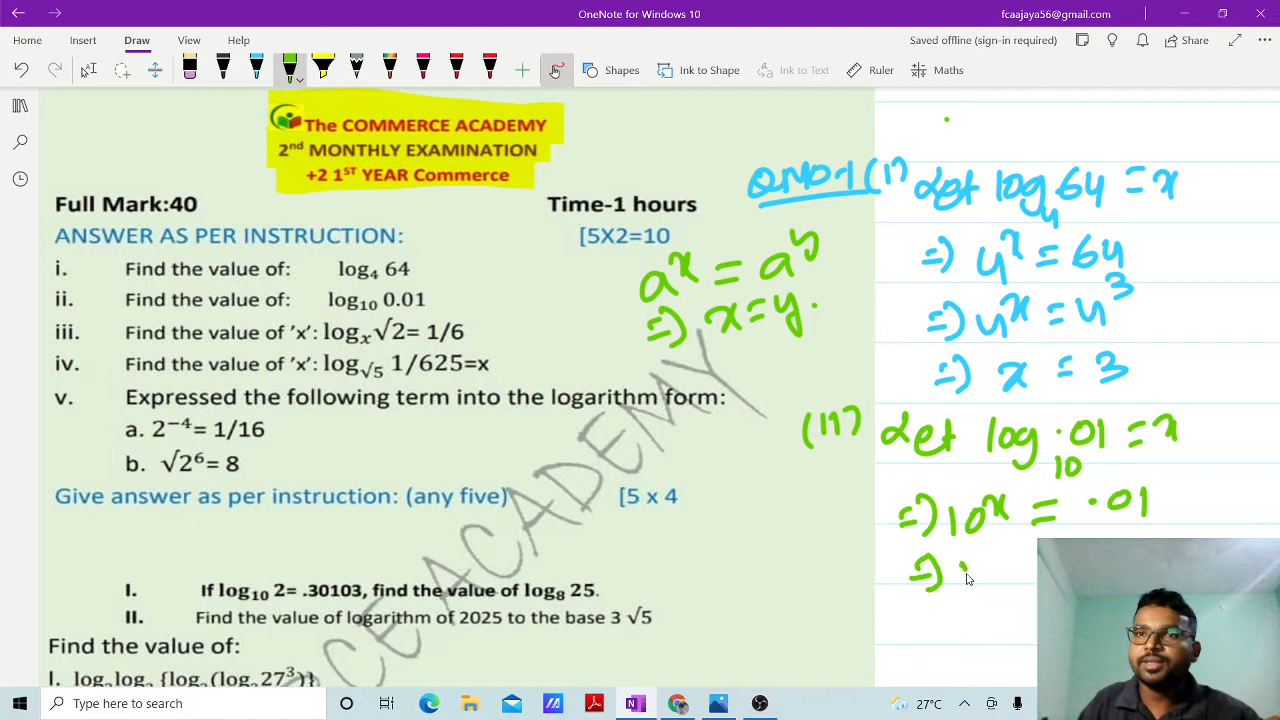 OneNote for Windows 10
fcaajaya56@gmail.com
Home Insert Draw View Help
Saved offline (sign-in required)
Share
Shapes Ink to Shape Ink to Text Ruler Maths
The COMMERCE ACADEMY
2nd MONTHLY EXAMINATION
+2 1ST YEAR Commerce
Full Mark:40 Time-1 hours
ANSWER AS PER INSTRUCTION: [5X2=10
i. Find the value of: log₄ 64
ii. Find the value of: log₁₀ 0.01
iii. Find the value of 'x': logₓ√2= 1/6
iv. Find the value of 'x': log√5 1/625=x
v. Expressed the following term into the logarithm form:
a. 2⁻⁴= 1/16
b. √2⁶= 8
Give answer as per instruction: (any five) [5 x 4
I. If log₁₀ 2= .30103, find the value of log₈ 25.
II. Find the value of logarithm of 2025 to the base 3 √5
Find the value of:
CE ACADEMY
aˣ = aʸ
=) x=y.
QNO-1 (i) Let log₄ 64 = x
=) 4ˣ = 64
=) 4ˣ = 4³
=) x = 3
(ii) Let log₁₀ .01 = x
=) 10ˣ = .01
=)
Type here to search
27°C ENG